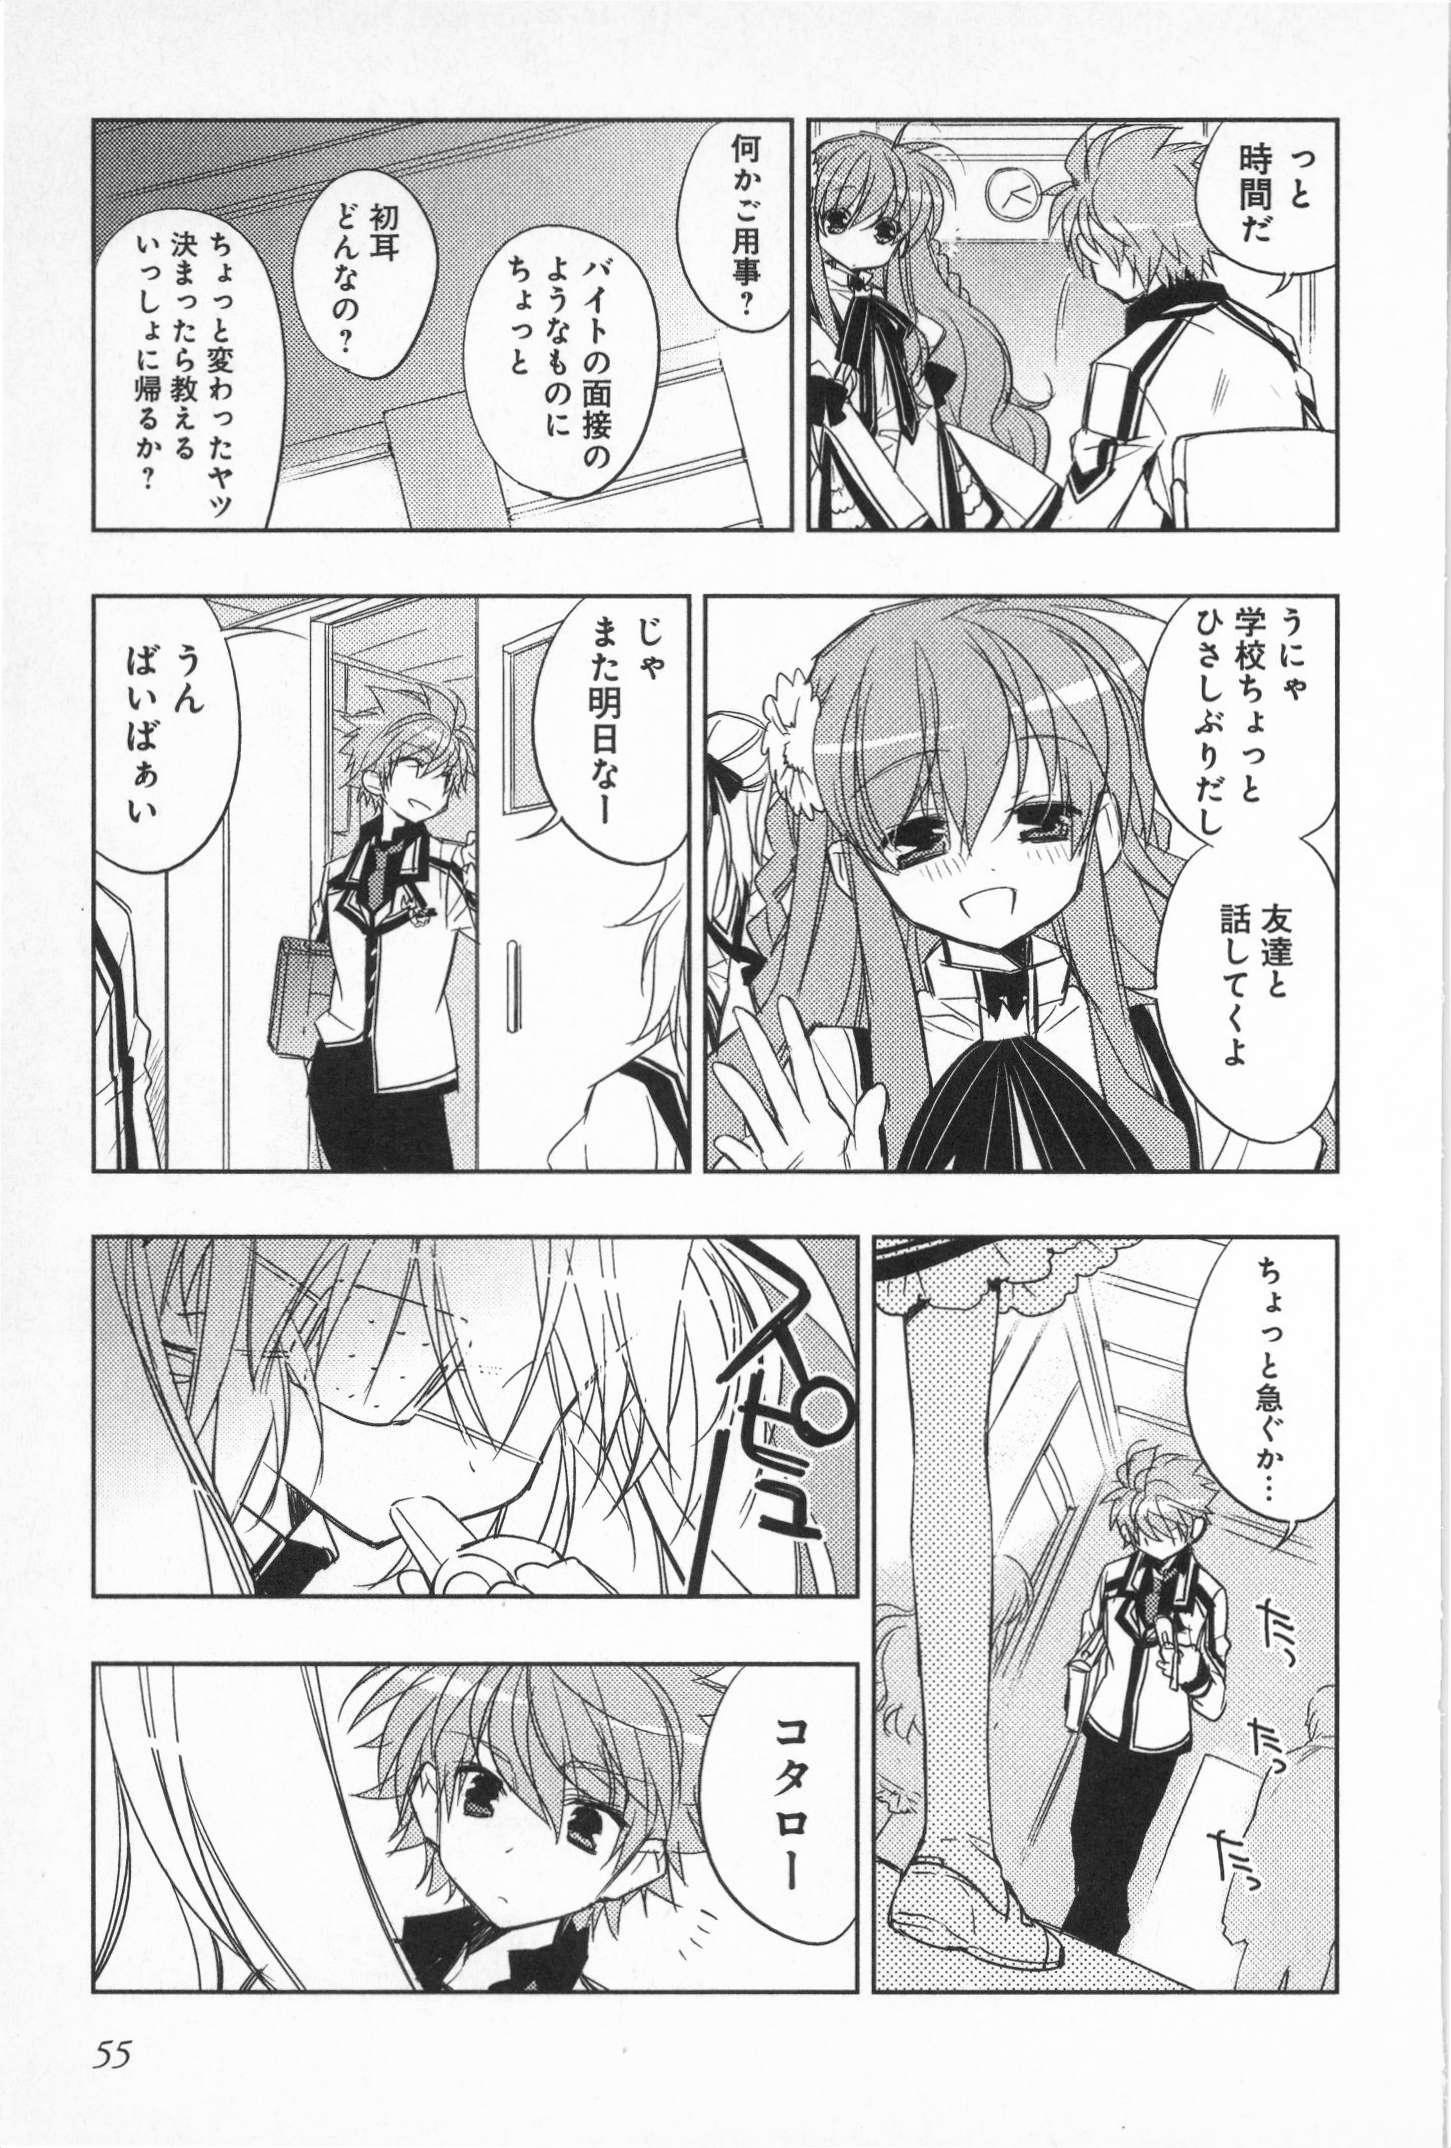 っと
時間だ
何かご用事？
バイトの面接の
ようなものに
ちょっと
初耳
どんなの？
ちょっと変わったヤツ
決まったら教える
いっしょに帰るか？
うにゃ
学校ちょっと
ひさしぶりだし
友達と
話してくよ
じゃ
また明日なー
うん
ばいばぁい
ちょっと急ぐか…
たっ
たっ
たっ
コタロー
55